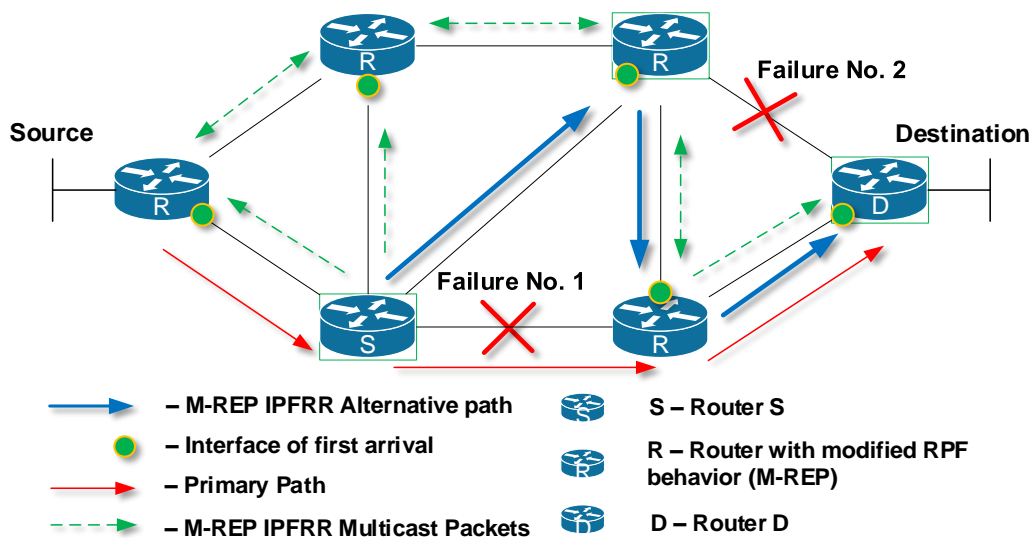 R
R
Failure No. 2
Source
Destination
R
D
Failure No. 1
S
R
– M-REP IPFRR Alternative path
S
S – Router S
– Interface of first arrival
R
R – Router with modified RPF
behavior (M-REP)
– Primary Path
– M-REP IPFRR Multicast Packets
D
D – Router D